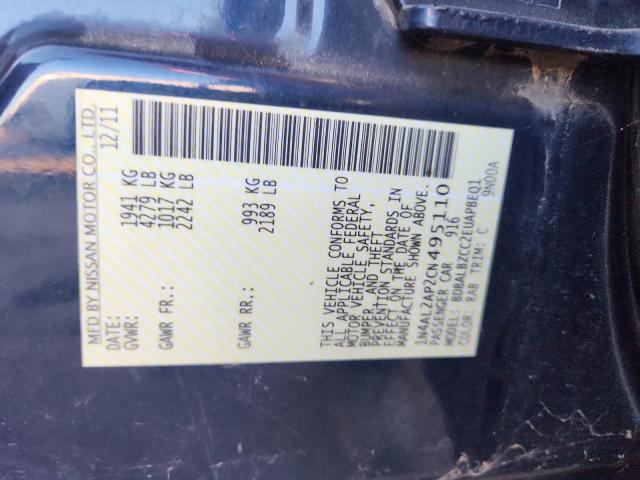 MFD BY NISSAN MOTOR CO., LTD.
DATE: 12/11
GVWR: 1941 KG
4279 LB
GAWR FR: 1017 KG
2242 LB
GAWR RR: 993 KG
2189 LB
THIS VEHICLE CONFORMS TO
ALL APPLICABLE FEDERAL
MOTOR VEHICLE SAFETY,
BUMPER, AND THEFT
PREVENTION STANDARDS IN
EFFECT ON THE DATE OF
MANUFACTURE SHOWN ABOVE.
1N4AL2AP2CN495110
PASSENGER CAR 916
MODEL: BDBALBZCC2EUAPBEQ1
COLOR: RAB TRIM: C 9N00A